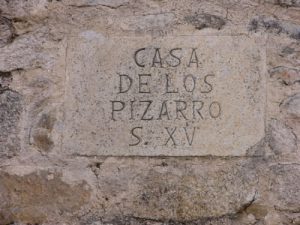 CASA
DE LOS
PIZARRO
S. XV